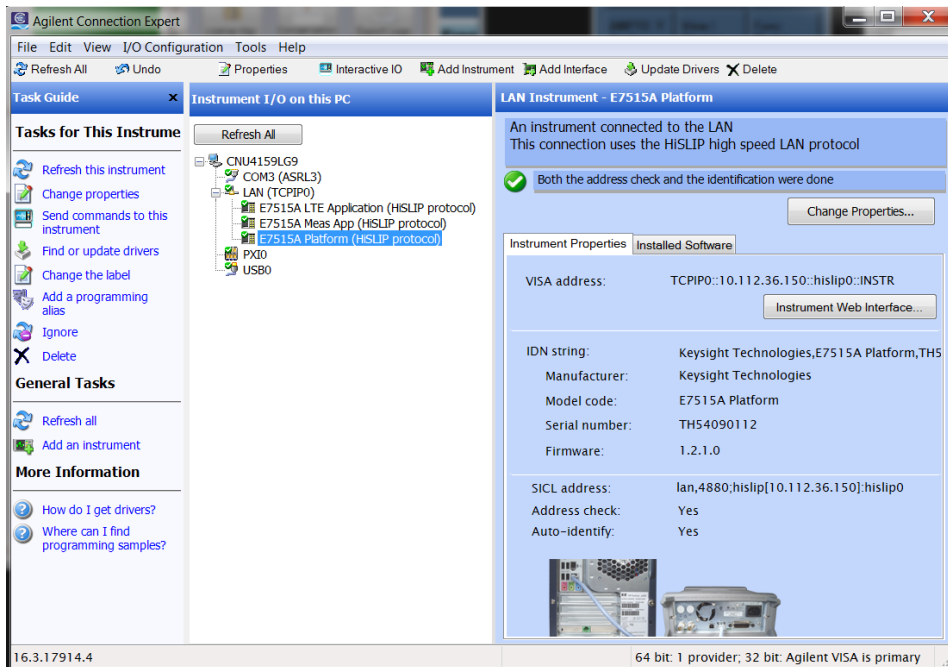 Agilent Connection Expert
File Edit View I/O Configuration Tools Help
Refresh All Undo Properties Interactive IO Add Instrument Add Interface Update Drivers Delete
Task Guide
Tasks for This Instrume
Refresh this instrument
Change properties
Send commands to this
instrument
Find or update drivers
Change the label
Add a programming
alias
Ignore
Delete
General Tasks
Refresh all
Add an instrument
More Information
How do I get drivers?
Where can I find
programming samples?
Instrument I/O on this PC
Refresh All
CNU4159LG9
COM3 (ASRL3)
LAN (TCPIP0)
E7515A LTE Application (HiSLIP protocol)
E7515A Meas App (HiSLIP protocol)
E7515A Platform (HiSLIP protocol)
PXI0
USB0
LAN Instrument - E7515A Platform
An instrument connected to the LAN
This connection uses the HiSLIP high speed LAN protocol
Both the address check and the identification were done
Change Properties...
Instrument Properties Installed Software
VISA address: TCPIP0::10.112.36.150::hislip0::INSTR
Instrument Web Interface...
IDN string: Keysight Technologies,E7515A Platform,TH5
Manufacturer: Keysight Technologies
Model code: E7515A Platform
Serial number: TH54090112
Firmware: 1.2.1.0
SICL address: lan,4880;hislip[10.112.36.150]:hislip0
Address check: Yes
Auto-identify: Yes
16.3.17914.4
64 bit: 1 provider; 32 bit: Agilent VISA is primary